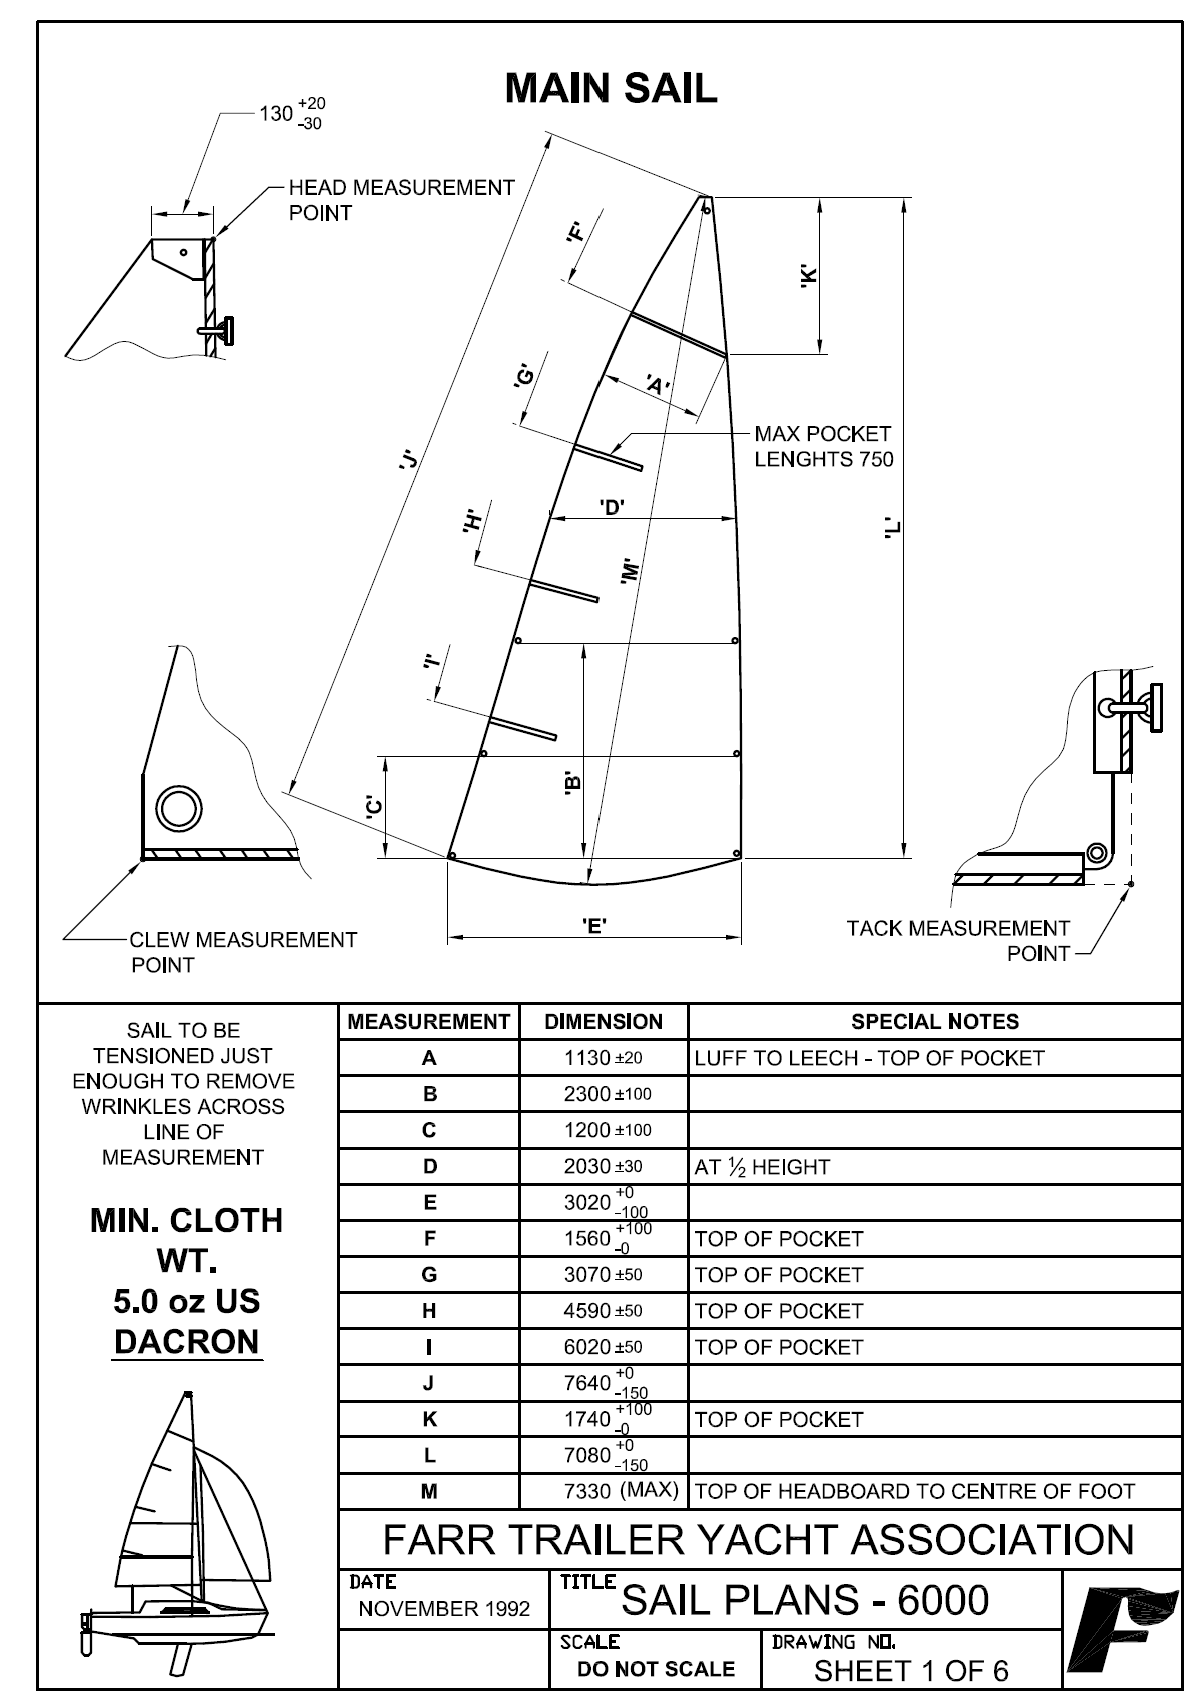 MAIN SAIL
130 +20
-30
HEAD MEASUREMENT
POINT
'F'
'K'
'G'
'A'
'J'
MAX POCKET
LENGHTS 750
'D'
'L'
'H'
'M'
'I'
'B'
'C'
'E'
CLEW MEASUREMENT
POINT
TACK MEASUREMENT
POINT
SAIL TO BE
TENSIONED JUST
ENOUGH TO REMOVE
WRINKLES ACROSS
LINE OF
MEASUREMENT
MIN. CLOTH
WT.
5.0 oz US
DACRON
MEASUREMENT DIMENSION SPECIAL NOTES
A 1130 ±20 LUFF TO LEECH - TOP OF POCKET
B 2300 ±100
C 1200 ±100
D 2030 ±30 AT ½ HEIGHT
E 3020 +0 -100
F 1560 +100 -0 TOP OF POCKET
G 3070 ±50 TOP OF POCKET
H 4590 ±50 TOP OF POCKET
I 6020 ±50 TOP OF POCKET
J 7640 +0 -150
K 1740 +100 -0 TOP OF POCKET
L 7080 +0 -150
M 7330 (MAX) TOP OF HEADBOARD TO CENTRE OF FOOT
FARR TRAILER YACHT ASSOCIATION
DATE
NOVEMBER 1992
TITLE SAIL PLANS - 6000
SCALE
DO NOT SCALE
DRAWING NO.
SHEET 1 OF 6
F